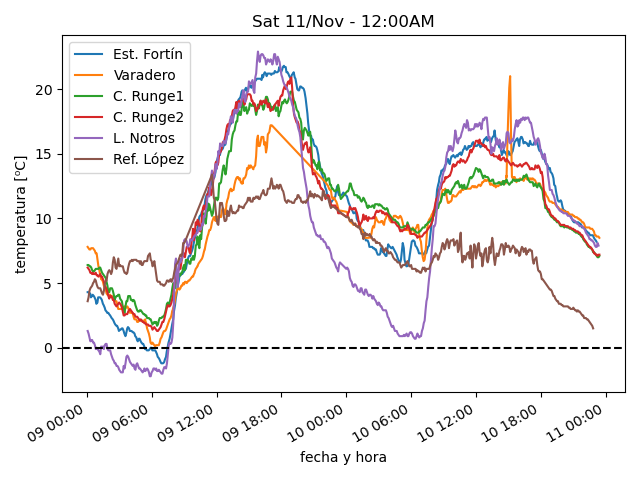 Sat 11/Nov - 12:00AM
Est. Fortín
Varadero
C. Runge1
C. Runge2
L. Notros
Ref. López
temperatura [ºC]
20
15
10
5
0
09 00:00
09 06:00
09 12:00
09 18:00
10 00:00
10 06:00
10 12:00
10 18:00
11 00:00
fecha y hora